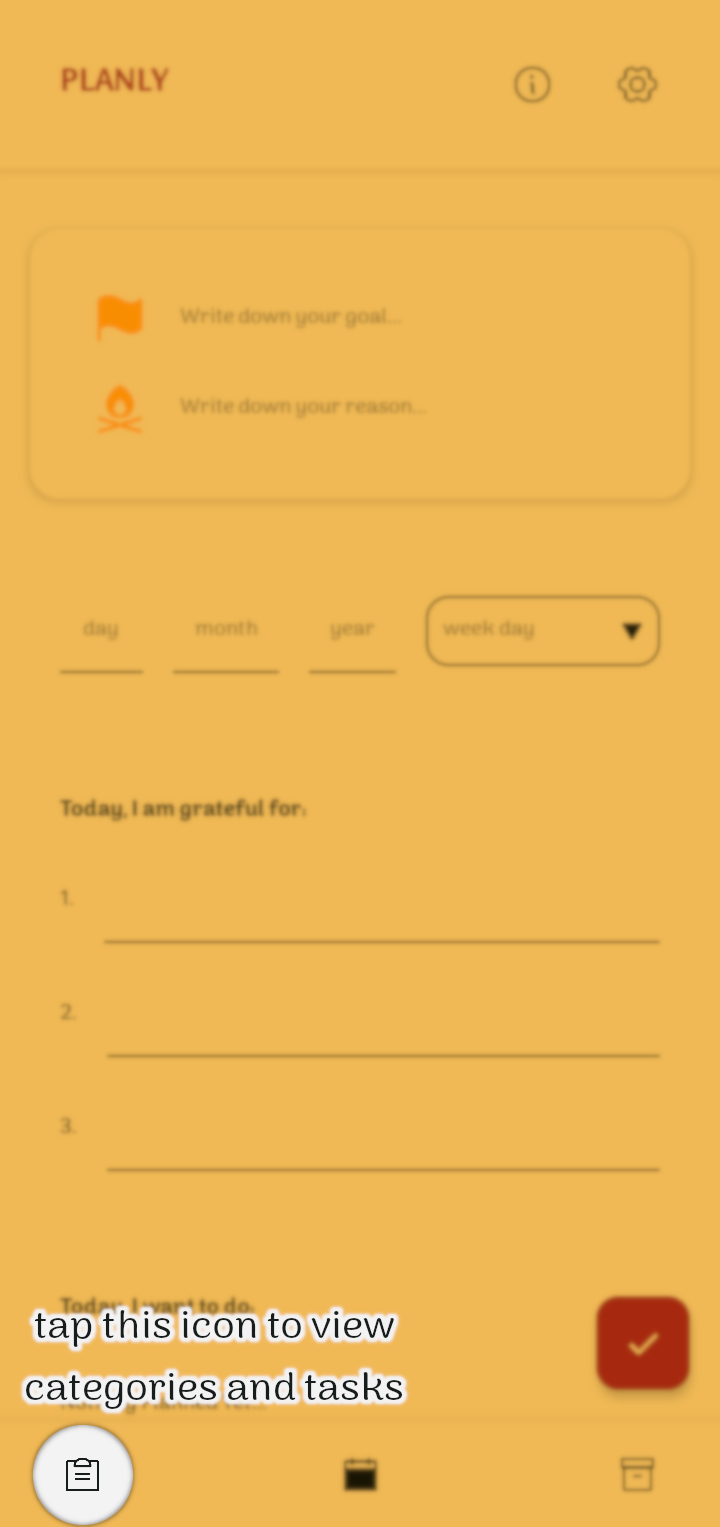 PLANLY
Write down your goal...
Write down your reason...
day month year week day
Today, I am grateful for:
1.
2.
3.
Today, I want to do:
tap this icon to view
categories and tasks